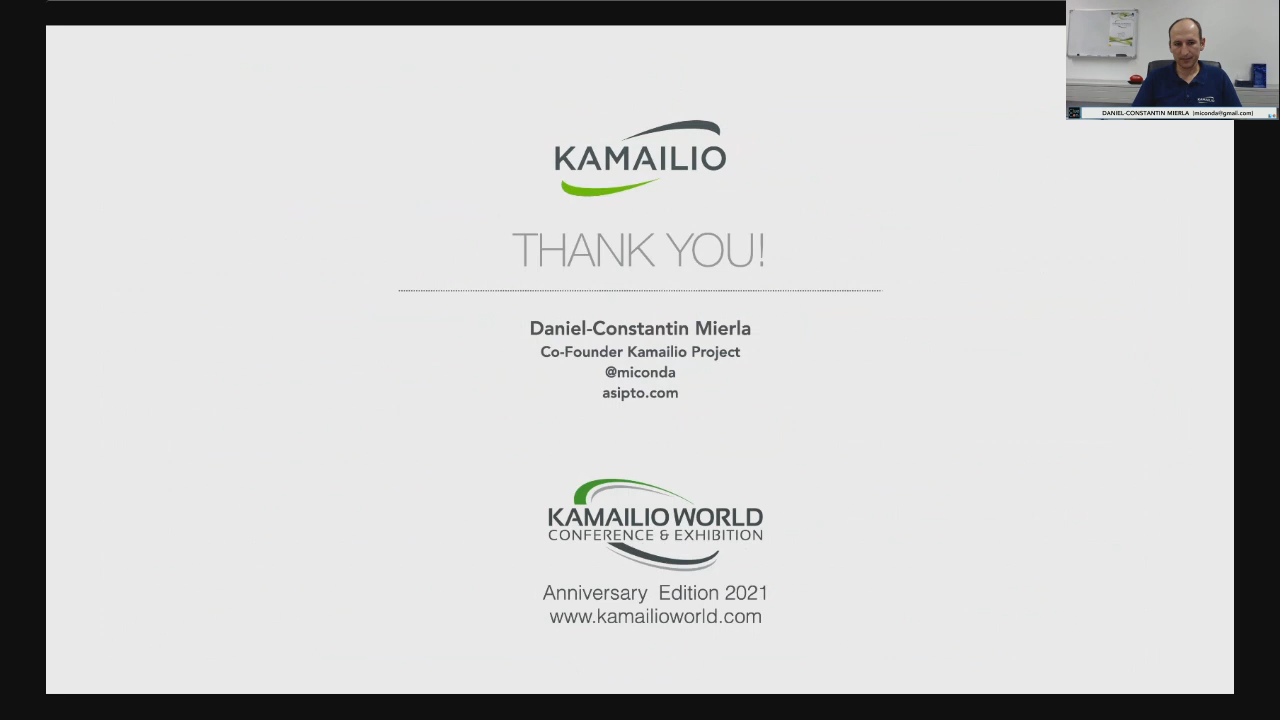 KAMAILIO
THANK YOU!
Daniel-Constantin Mierla
Co-Founder Kamailio Project
@miconda
asipto.com
KAMAILIO WORLD
CONFERENCE & EXHIBITION
Anniversary Edition 2021
www.kamailioworld.com
KAMAILIO
DANIEL-CONSTANTIN MIERLA (miconda@gmail.com)